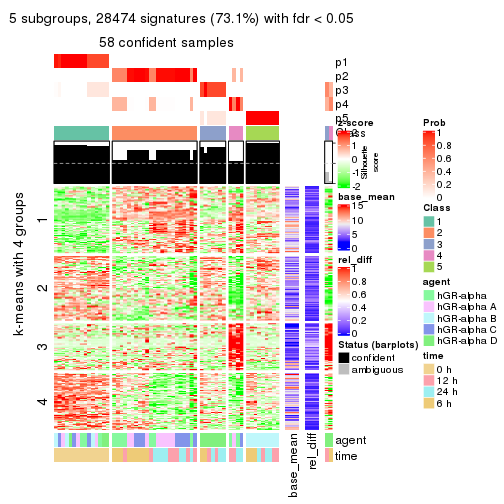 5 subgroups, 28474 signatures (73.1%) with fdr < 0.05
58 confident samples
p1
p2
p3
p4
p5
Class
z-score
2
1
0
-1
-2
Silhouette
score
1
0.5
0
base_mean
15
10
5
0
rel_diff
1
0.8
0.6
0.4
0.2
0
Status (barplots)
confident
ambiguous
Prob
1
0.8
0.6
0.4
0.2
0
Class
1
2
3
4
5
agent
hGR-alpha
hGR-alpha A
hGR-alpha B
hGR-alpha C
hGR-alpha D
time
0 h
12 h
24 h
6 h
k-means with 4 groups
1
2
3
4
agent
time
base_mean
rel_diff